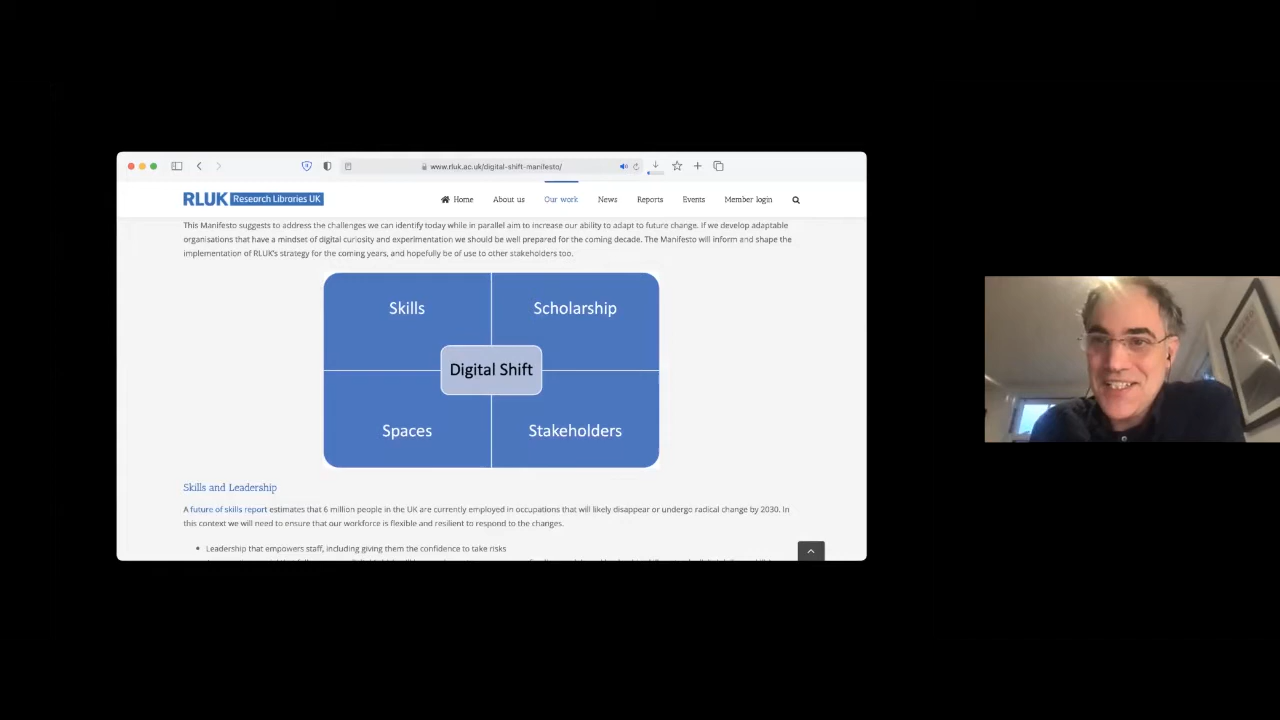 www.rluk.ac.uk/digital-shift-manifesto/
RLUK Research Libraries UK
Home About us Our work News Reports Events Member login
This Manifesto suggests to address the challenges we can identify today while in parallel aim to increase our ability to adapt to future change. If we develop adaptable
organisations that have a mindset of digital curiosity and experimentation we should be well prepared for the coming decade. The Manifesto will inform and shape the
implementation of RLUK's strategy for the coming years, and hopefully be of use to other stakeholders too.
Skills Scholarship
Digital Shift
Spaces Stakeholders
Skills and Leadership
A future of skills report estimates that 6 million people in the UK are currently employed in occupations that will likely disappear or undergo radical change by 2030. In
this context we will need to ensure that our workforce is flexible and resilient to respond to the changes.
• Leadership that empowers staff, including giving them the confidence to take risks